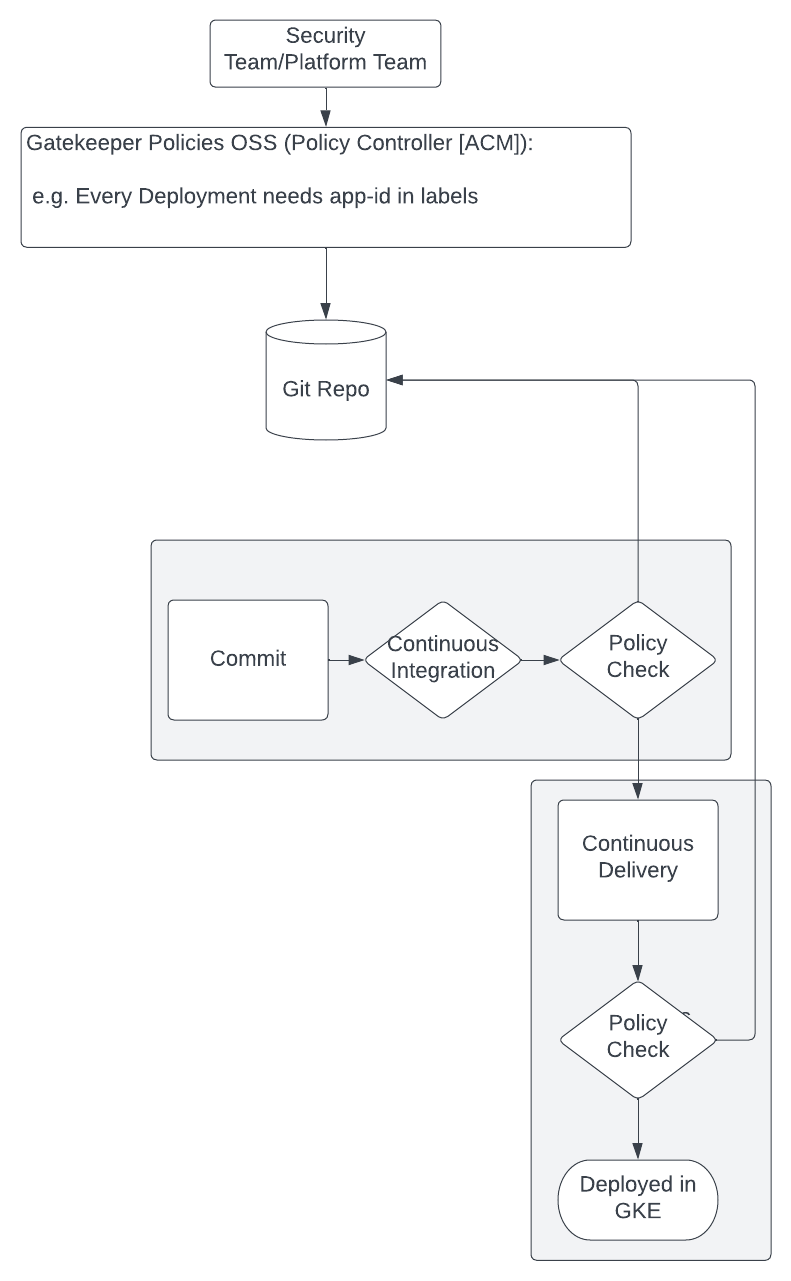 Security
Team/Platform Team
Gatekeeper Policies OSS (Policy Controller [ACM]):
e.g. Every Deployment needs app-id in labels
Git Repo
Commit
Continuous
Integration
Policy
Check
Continuous
Delivery
Policy
Check
Deployed in
GKE